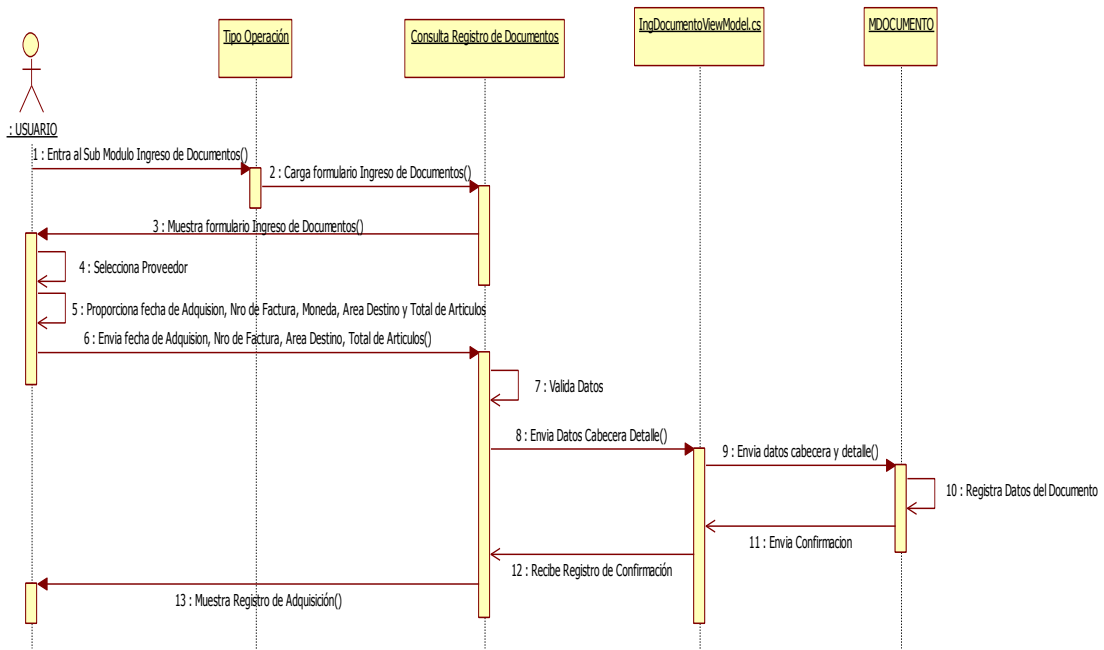 Tipo Operación
Consulta Registro de Documentos
IngDocumentoViewModel.cs
MDOCUMENTO
: USUARIO
1 : Entra al Sub Modulo Ingreso de Documentos()
2 : Carga formulario Ingreso de Documentos()
3 : Muestra formulario Ingreso de Documentos()
4 : Selecciona Proveedor
5 : Proporciona fecha de Adquision, Nro de Factura, Moneda, Area Destino y Total de Articulos
6 : Envia fecha de Adquision, Nro de Factura, Area Destino, Total de Articulos()
7 : Valida Datos
8 : Envia Datos Cabecera Detalle()
9 : Envia datos cabecera y detalle()
10 : Registra Datos del Documento
11 : Envia Confirmacion
12 : Recibe Registro de Confirmación
13 : Muestra Registro de Adquisición()